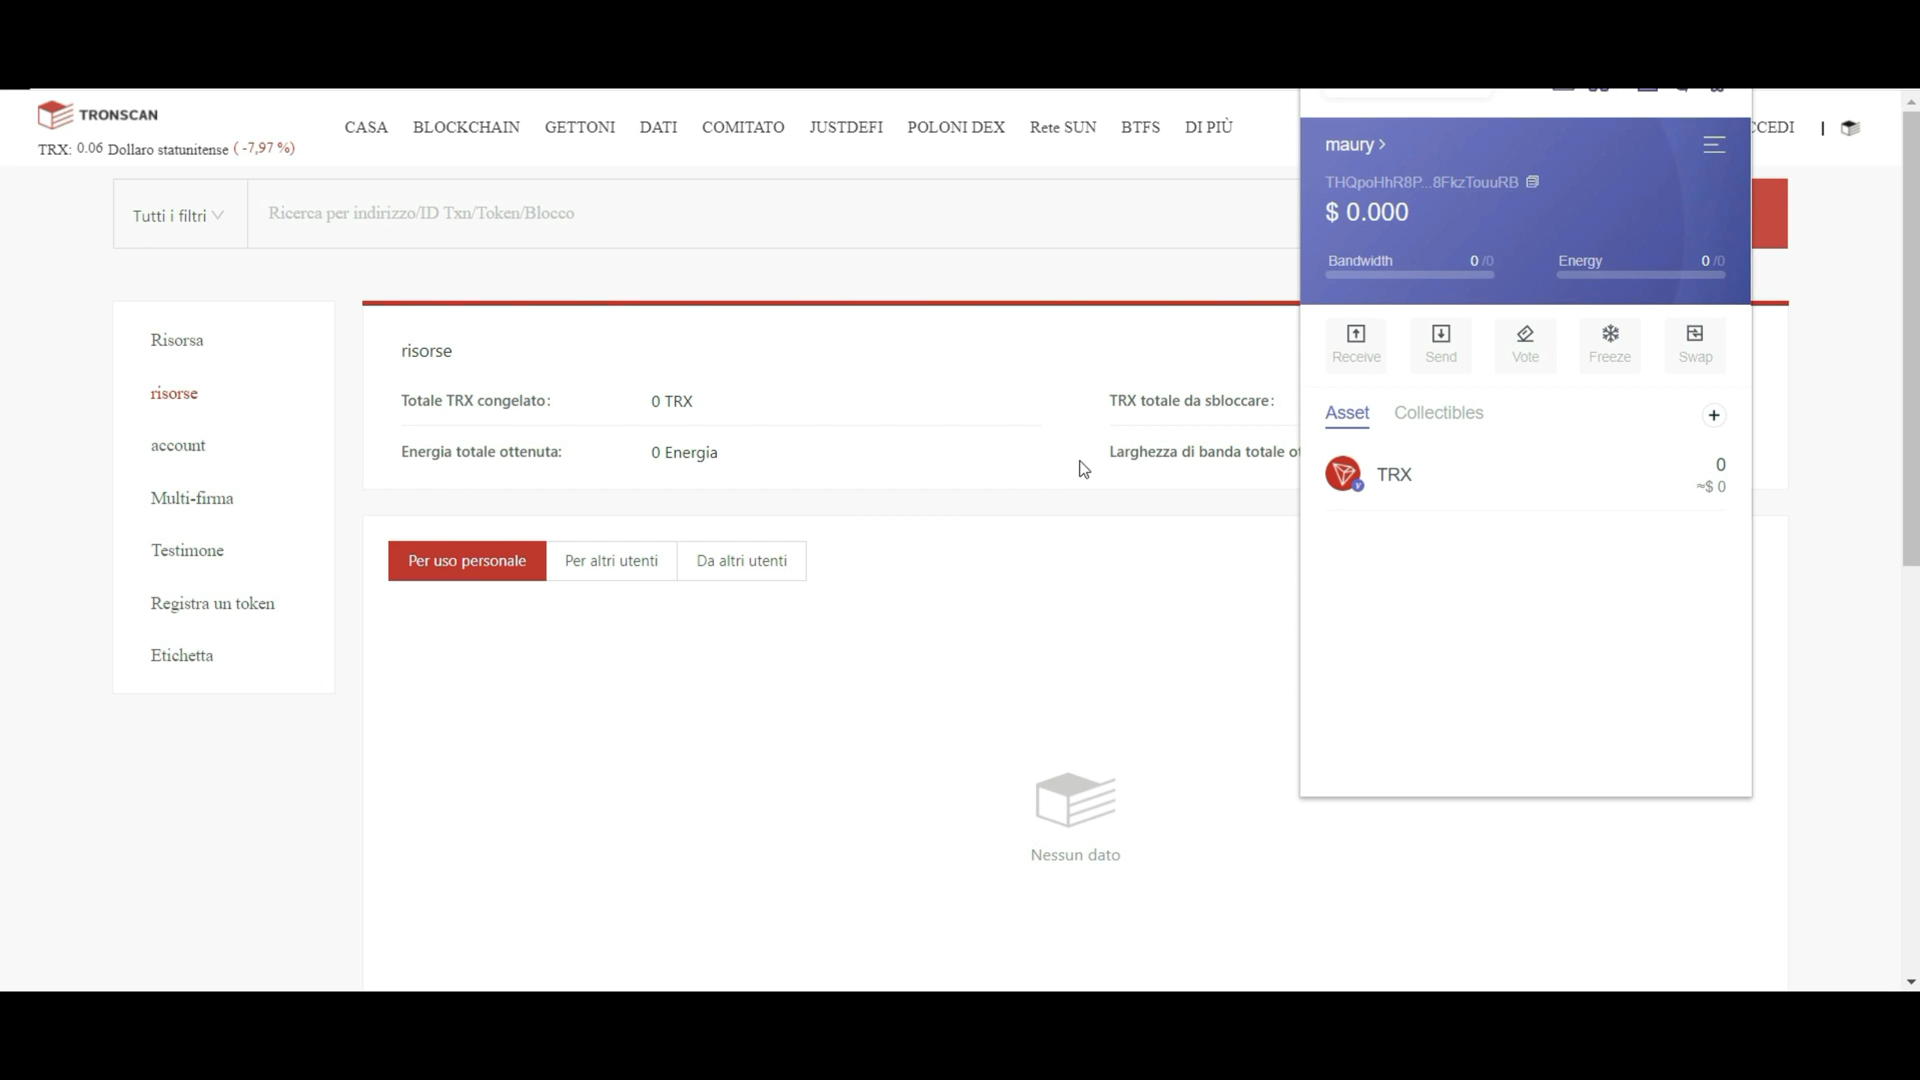 TRONSCAN
TRX: 0.06 Dollaro statunitense ( -7,97 %)
CASA BLOCKCHAIN GETTONI DATI COMITATO JUSTDEFI POLONI DEX Rete SUN BTFS DI PIÙ
CCEDI |
Tutti i filtri
Ricerca per indirizzo/ID Txn/Token/Blocco
Risorsa
risorse
account
Multi-firma
Testimone
Registra un token
Etichetta
risorse
Totale TRX congelato: 0 TRX
TRX totale da sbloccare:
Energia totale ottenuta: 0 Energia
Larghezza di banda totale ot
Per uso personale Per altri utenti Da altri utenti
Nessun dato
maury >
THQpoHhR8P...8FkzTouuRB
$ 0.000
Bandwidth 0 /0 Energy 0 /0
Receive Send Vote Freeze Swap
Asset Collectibles +
TRX 0
≈$ 0